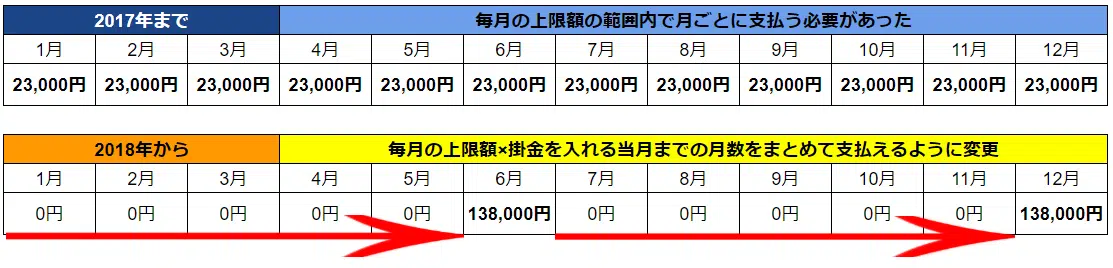 2017年まで 毎月の上限額の範囲内で月ごとに支払う必要があった
1月 2月 3月 4月 5月 6月 7月 8月 9月 10月 11月 12月
23,000円 23,000円 23,000円 23,000円 23,000円 23,000円 23,000円 23,000円 23,000円 23,000円 23,000円 23,000円
2018年から 毎月の上限額×掛金を入れる当月までの月数をまとめて支払えるように変更
1月 2月 3月 4月 5月 6月 7月 8月 9月 10月 11月 12月
0円 0円 0円 0円 0円 138,000円 0円 0円 0円 0円 0円 138,000円